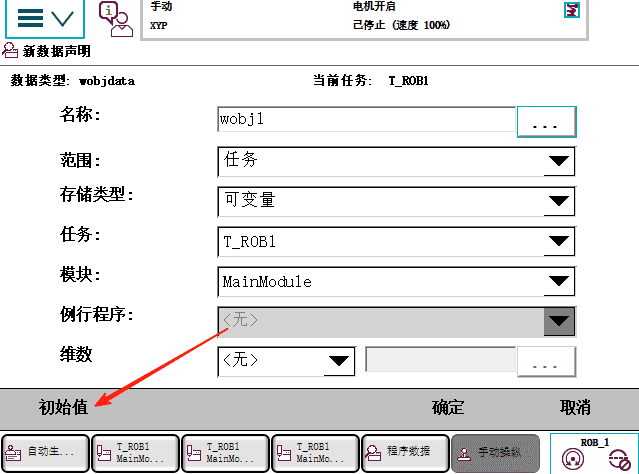 手动 电机开启
XYP 已停止 (速度 100%)
新数据声明
数据类型: wobjdata 当前任务: T_ROB1
名称: wobj1 ...
范围: 任务
存储类型: 可变量
任务: T_ROB1
模块: MainModule
例行程序: <无>
维数 <无> ...
初始值 确定 取消
自动生... T_ROB1 MainMo... T_ROB1 MainMo... T_ROB1 MainMo... 程序数据 手动操纵 ROB_1